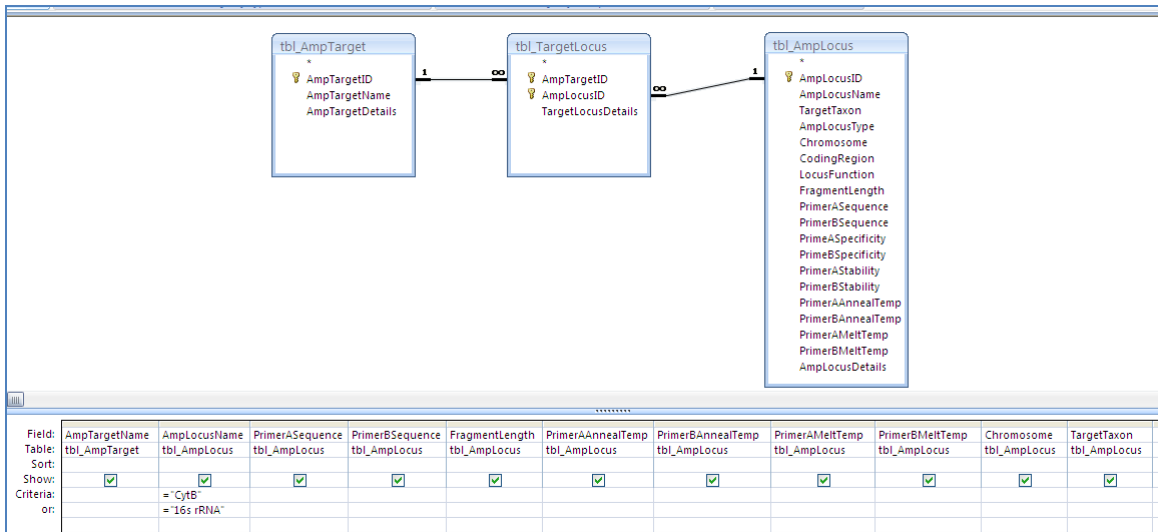 tbl_AmpTarget
*
AmpTargetID
AmpTargetName
AmpTargetDetails
1
∞
tbl_TargetLocus
*
AmpTargetID
AmpLocusID
TargetLocusDetails
∞
1
tbl_AmpLocus
*
AmpLocusID
AmpLocusName
TargetTaxon
AmpLocusType
Chromosome
CodingRegion
LocusFunction
FragmentLength
PrimerASequence
PrimerBSequence
PrimeASpecificity
PrimeBSpecificity
PrimerAStability
PrimerBStability
PrimerAAnnealTemp
PrimerBAnnealTemp
PrimerAMeltTemp
PrimerBMeltTemp
AmpLocusDetails
Field: AmpTargetName AmpLocusName PrimerASequence PrimerBSequence FragmentLength PrimerAAnnealTemp PrimerBAnnealTemp PrimerAMeltTemp PrimerBMeltTemp Chromosome TargetTaxon
Table: tbl_AmpTarget tbl_AmpLocus tbl_AmpLocus tbl_AmpLocus tbl_AmpLocus tbl_AmpLocus tbl_AmpLocus tbl_AmpLocus tbl_AmpLocus tbl_AmpLocus tbl_AmpLocus
Sort:
Show:
Criteria: ="CytB"
or: ="16s rRNA"